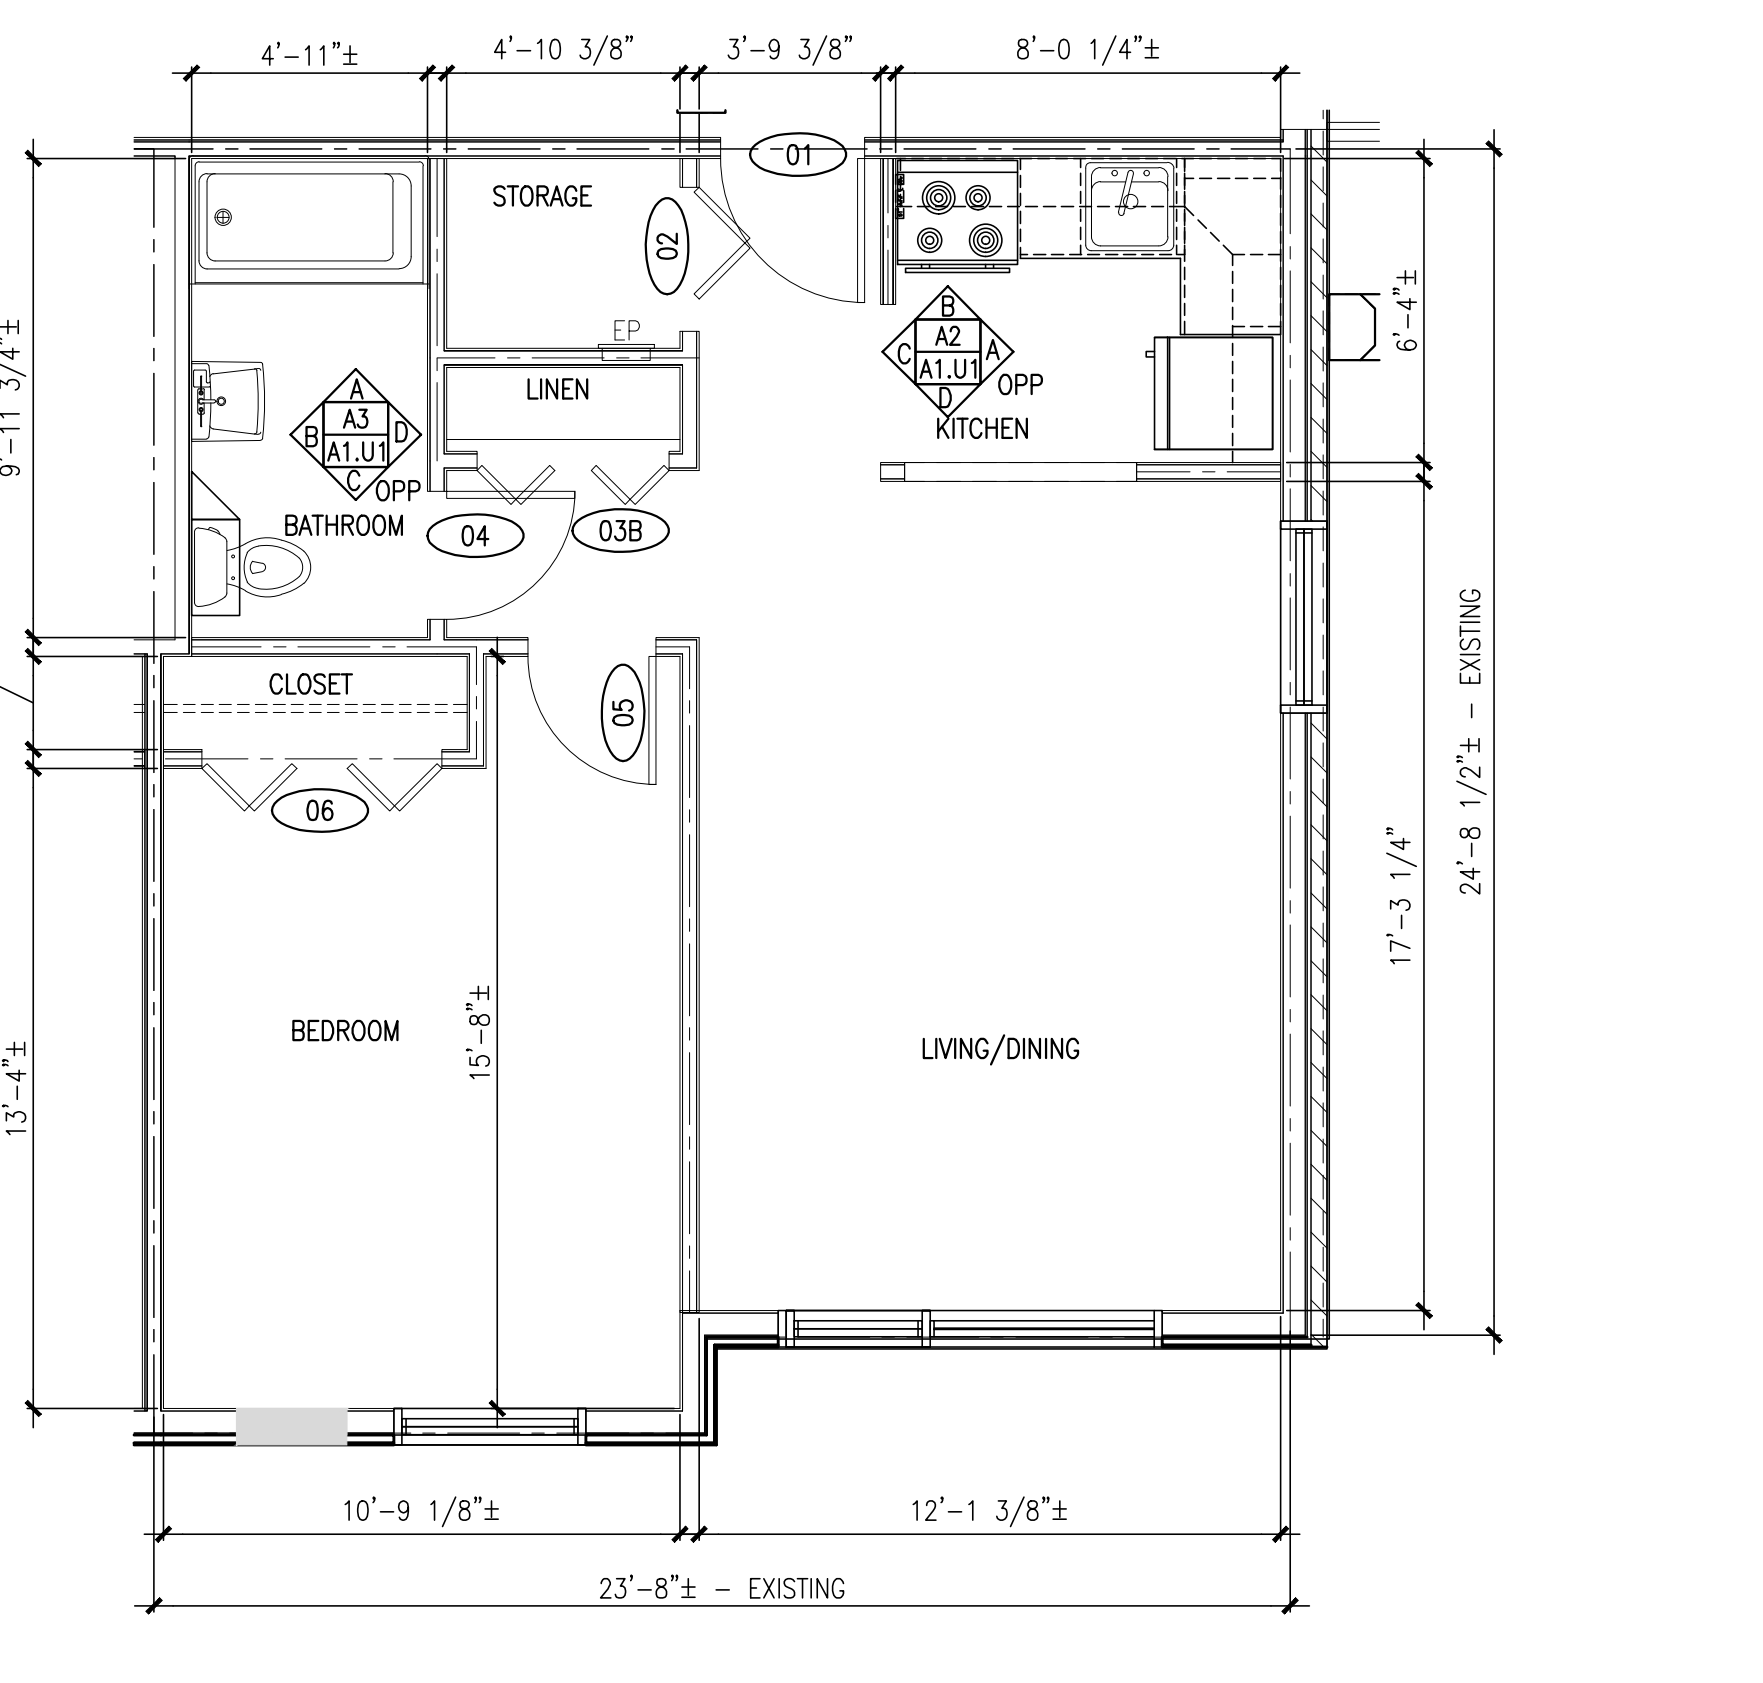 4'-11"±
4'-10 3/8"
3'-9 3/8"
8'-0 1/4"±
01
STORAGE
02
EP
LINEN
B
A2
C
A
A1.U1
D
OPP
KITCHEN
6'-4"±
9'-11 3/4"±
A
A3
B
D
A1.U1
C
OPP
BATHROOM
04
03B
CLOSET
05
06
24'-8 1/2"± - EXISTING
17'-3 1/4"
BEDROOM
15'-8"±
LIVING/DINING
13'-4"±
10'-9 1/8"±
12'-1 3/8"±
23'-8"± - EXISTING